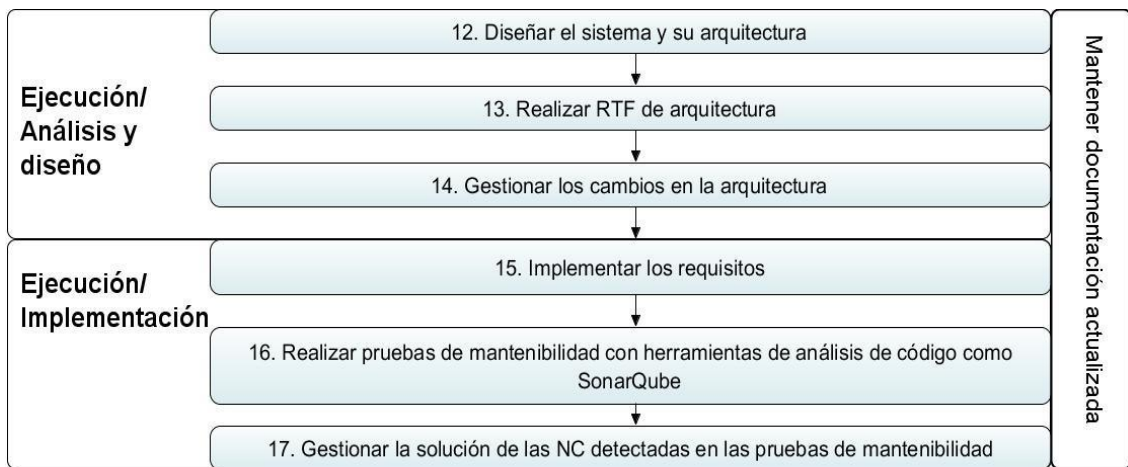 12. Diseñar el sistema y su arquitectura
Ejecución/
Análisis y
diseño
13. Realizar RTF de arquitectura
14. Gestionar los cambios en la arquitectura
Ejecución/
Implementación
15. Implementar los requisitos
16. Realizar pruebas de mantenibilidad con herramientas de análisis de código como
SonarQube
17. Gestionar la solución de las NC detectadas en las pruebas de mantenibilidad
Mantener documentación actualizada